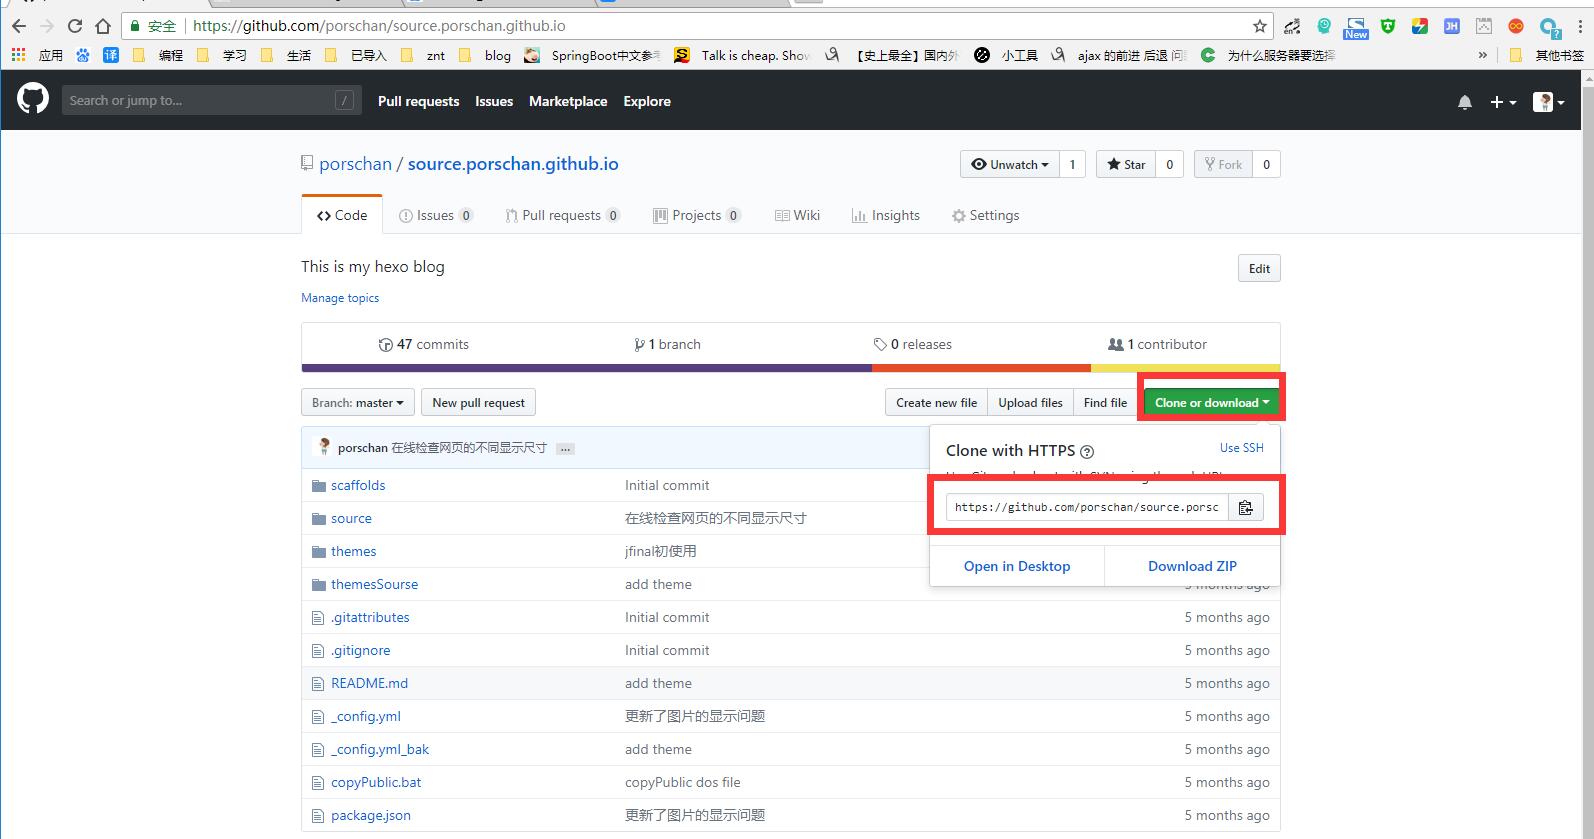 安全 https://github.com/porschan/source.porschan.github.io
New
应用 译 编程 学习 生活 已导入 znt blog SpringBoot中文参考 Talk is cheap. Show 【史上最全】国内外 小工具 ajax 的前进 后退 问 为什么服务器要选择 » 其他书签
Search or jump to... / Pull requests Issues Marketplace Explore
porschan / source.porschan.github.io Unwatch 1 Star 0 Fork 0
Code Issues 0 Pull requests 0 Projects 0 Wiki Insights Settings
This is my hexo blog Edit
Manage topics
47 commits 1 branch 0 releases 1 contributor
Branch: master New pull request Create new file Upload files Find file Clone or download
porschan 在线检查网页的不同显示尺寸 ...
Clone with HTTPS Use SSH
https://github.com/porschan/source.porsc
Open in Desktop Download ZIP
scaffolds Initial commit
source 在线检查网页的不同显示尺寸
themes jfinal初使用
themesSourse add theme 5 months ago
.gitattributes Initial commit 5 months ago
.gitignore Initial commit 5 months ago
README.md add theme 5 months ago
_config.yml 更新了图片的显示问题 5 months ago
_config.yml_bak add theme 5 months ago
copyPublic.bat copyPublic dos file 5 months ago
package.json 更新了图片的显示问题 5 months ago